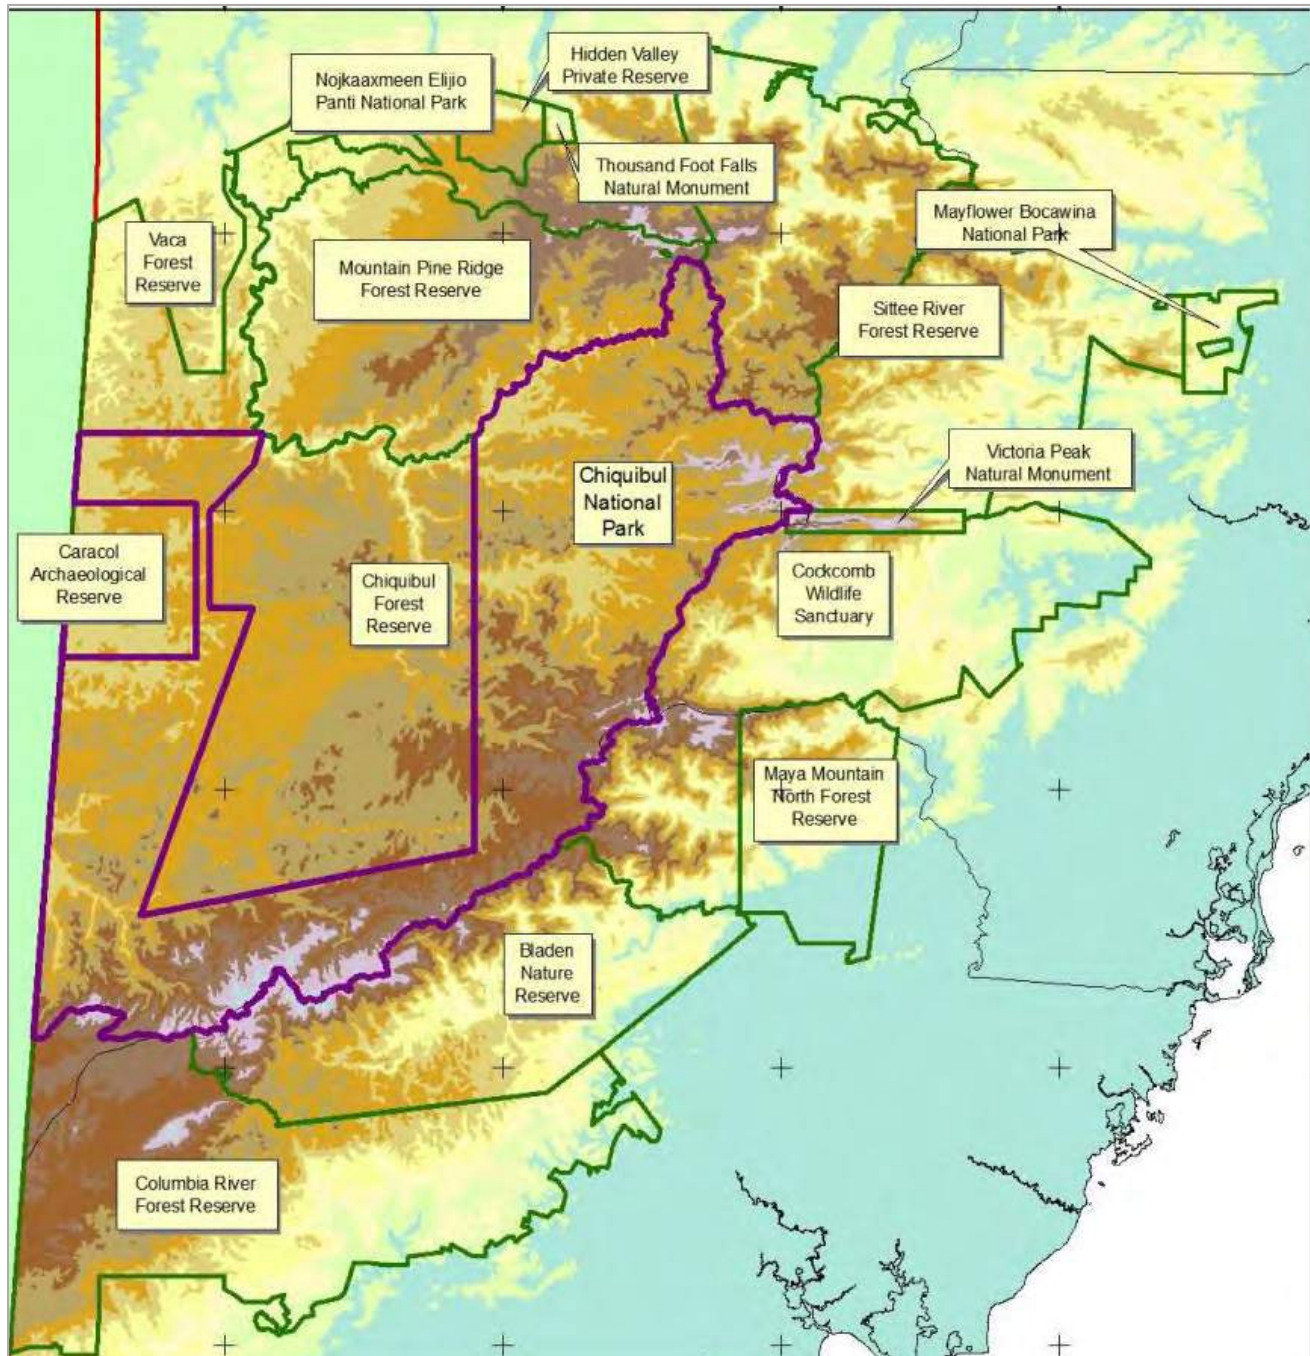 Hidden Valley
Private Reserve
Nojkaaxmeen Elijio
Panti National Park
Thousand Foot Falls
Natural Monument
Mayflower Bocawina
National Park
Vaca
Forest
Reserve
Mountain Pine Ridge
Forest Reserve
Sittee River
Forest Reserve
Victoria Peak
Natural Monument
Chiquibul
National
Park
Caracol
Archaeological
Reserve
Chiquibul
Forest
Reserve
Cockcomb
Wildlife
Sanctuary
Maya Mountain
North Forest
Reserve
Bladen
Nature
Reserve
Columbia River
Forest Reserve